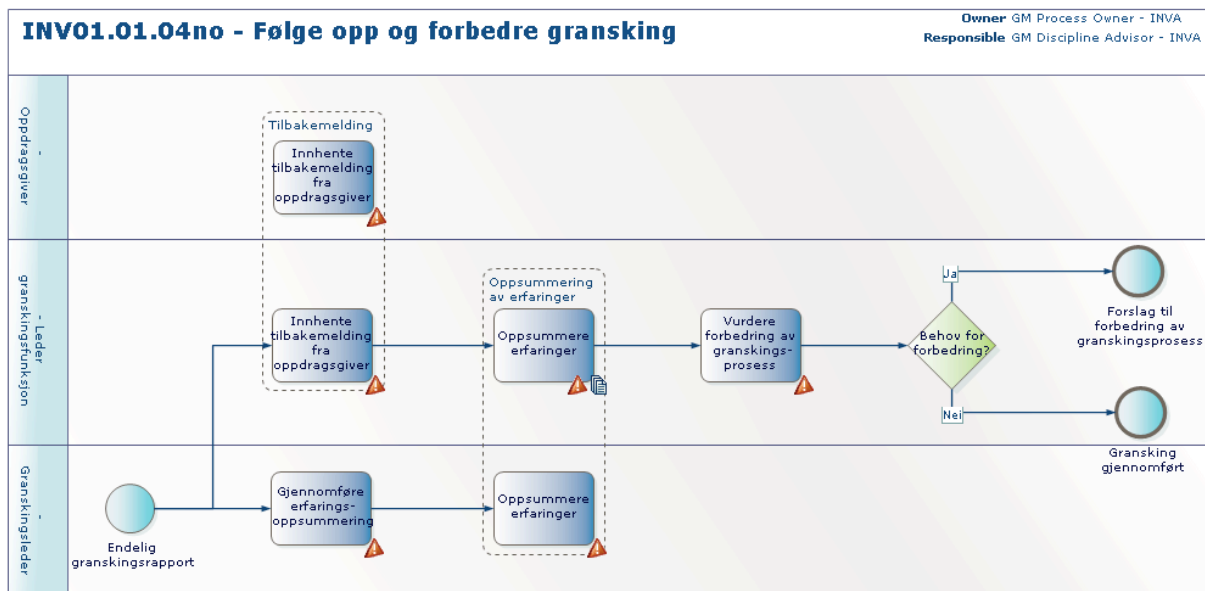 INV01.01.04no - Følge opp og forbedre gransking
Owner GM Process Owner - INVA
Responsible GM Discipline Advisor - INVA
-
Oppdragsgiver
Tilbakemelding
Innhente
tilbakemelding
fra
oppdragsgiver
- Leder
granskingsfunksjon
Innhente
tilbakemelding
fra
oppdragsgiver
Oppsummering
av erfaringer
Oppsummere
erfaringer
Vurdere
forbedring av
granskings-
prosess
Behov for
forbedring?
Ja
Nei
Forslag til
forbedring av
granskingsprosess
Gransking
gjennomført
-
Granskingsleder
Endelig
granskingsrapport
Gjennomføre
erfarings-
oppsummering
Oppsummere
erfaringer